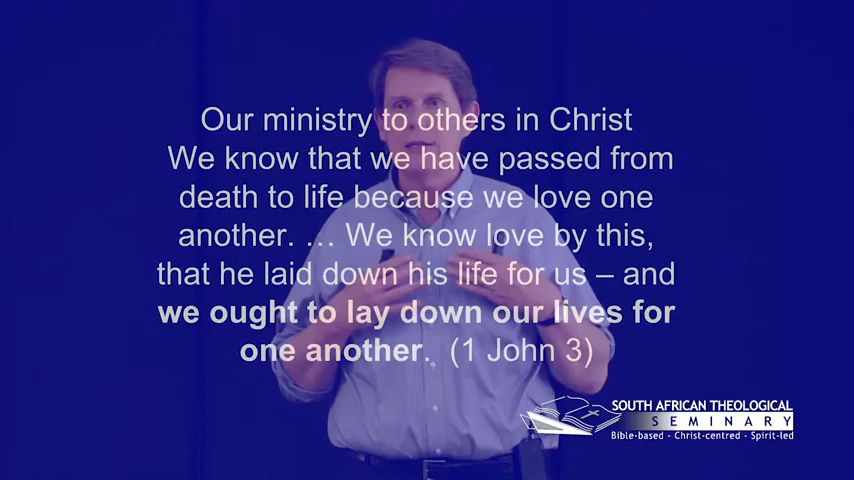 Our ministry to others in Christ
We know that we have passed from
death to life because we love one
another. … We know love by this,
that he laid down his life for us – and
we ought to lay down our lives for
one another.  (1 John 3)
SOUTH AFRICAN THEOLOGICAL
SEMINARY
Bible-based - Christ-centred - Spirit-led